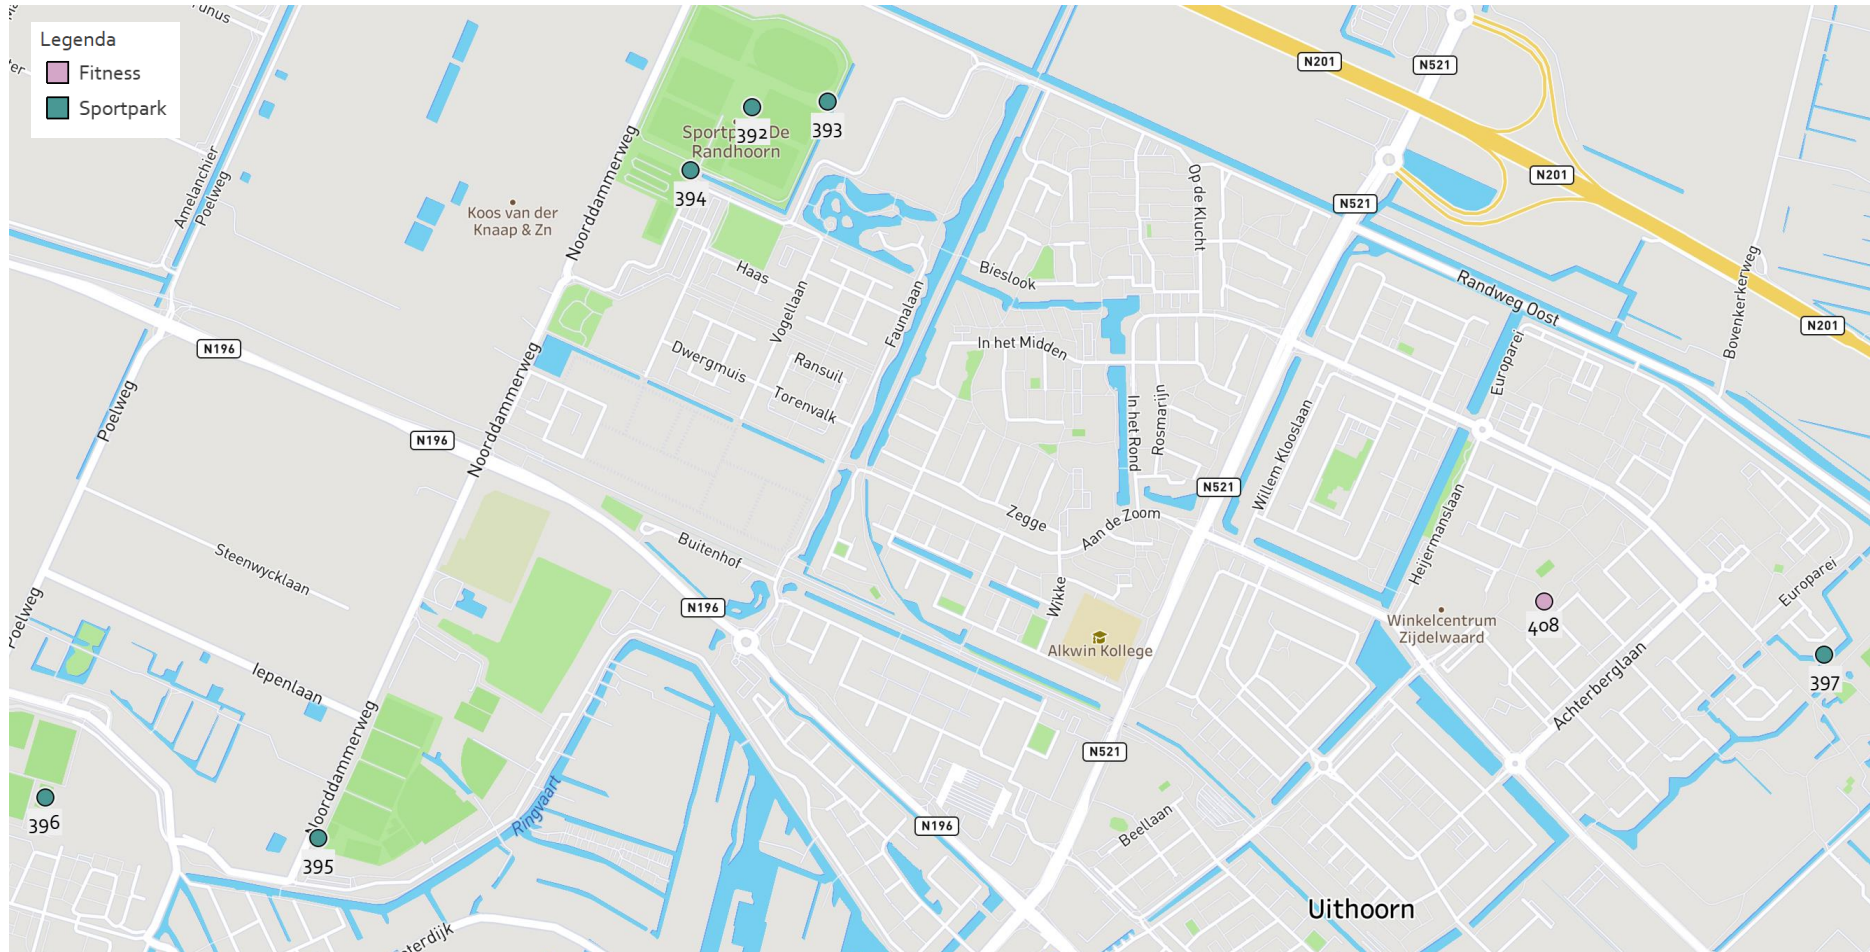 Legenda
Fitness
Sportpark
Amelanchier
Poelweg
Noorddammerweg
Sportp
De
Randhoorn
392
393
394
Koos van der
Knaap & Zn
N201
N521
N201
N521
Op de Klucht
Bieslook
Haas
Vogellaan
Faunalaan
Randweg Oost
Bovenkerkerweg
N201
N196
In het Midden
Europarei
Dwergmuis
Ransuil
Torenvalk
Noorddammerweg
Poelweg
N196
In het Rond
Rosmarijn
Willem Klooslaan
N521
Zegge
Aan de Zoom
Heijermanslaan
Buitenhof
Steenwycklaan
Wikke
N196
Poelweg
Europarei
408
Winkelcentrum
Zijdelwaard
Alkwin Kollege
Achterberglaan
397
Iepenlaan
Noorddammerweg
N521
Ringvaart
396
395
N196
Beellaan
Uithoorn
terdijk